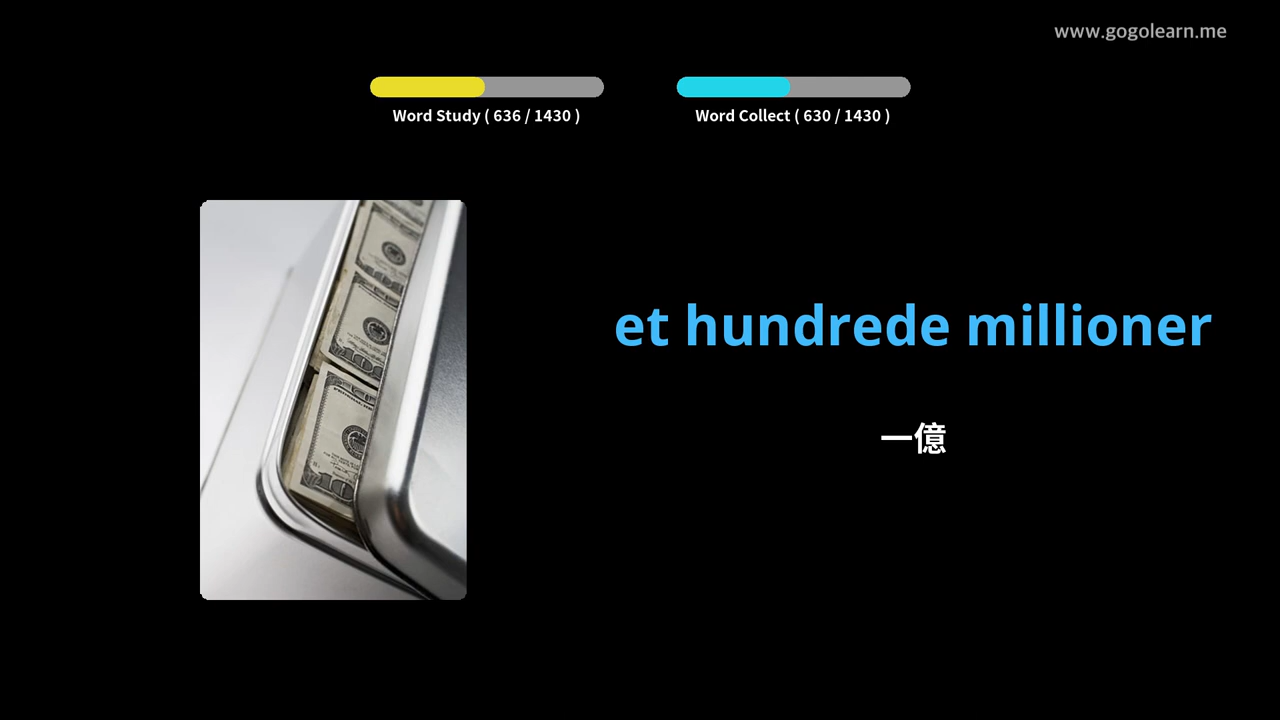 www.gogolearn.me
Word Study ( 636 / 1430 )
Word Collect ( 630 / 1430 )
et hundrede millioner
一億